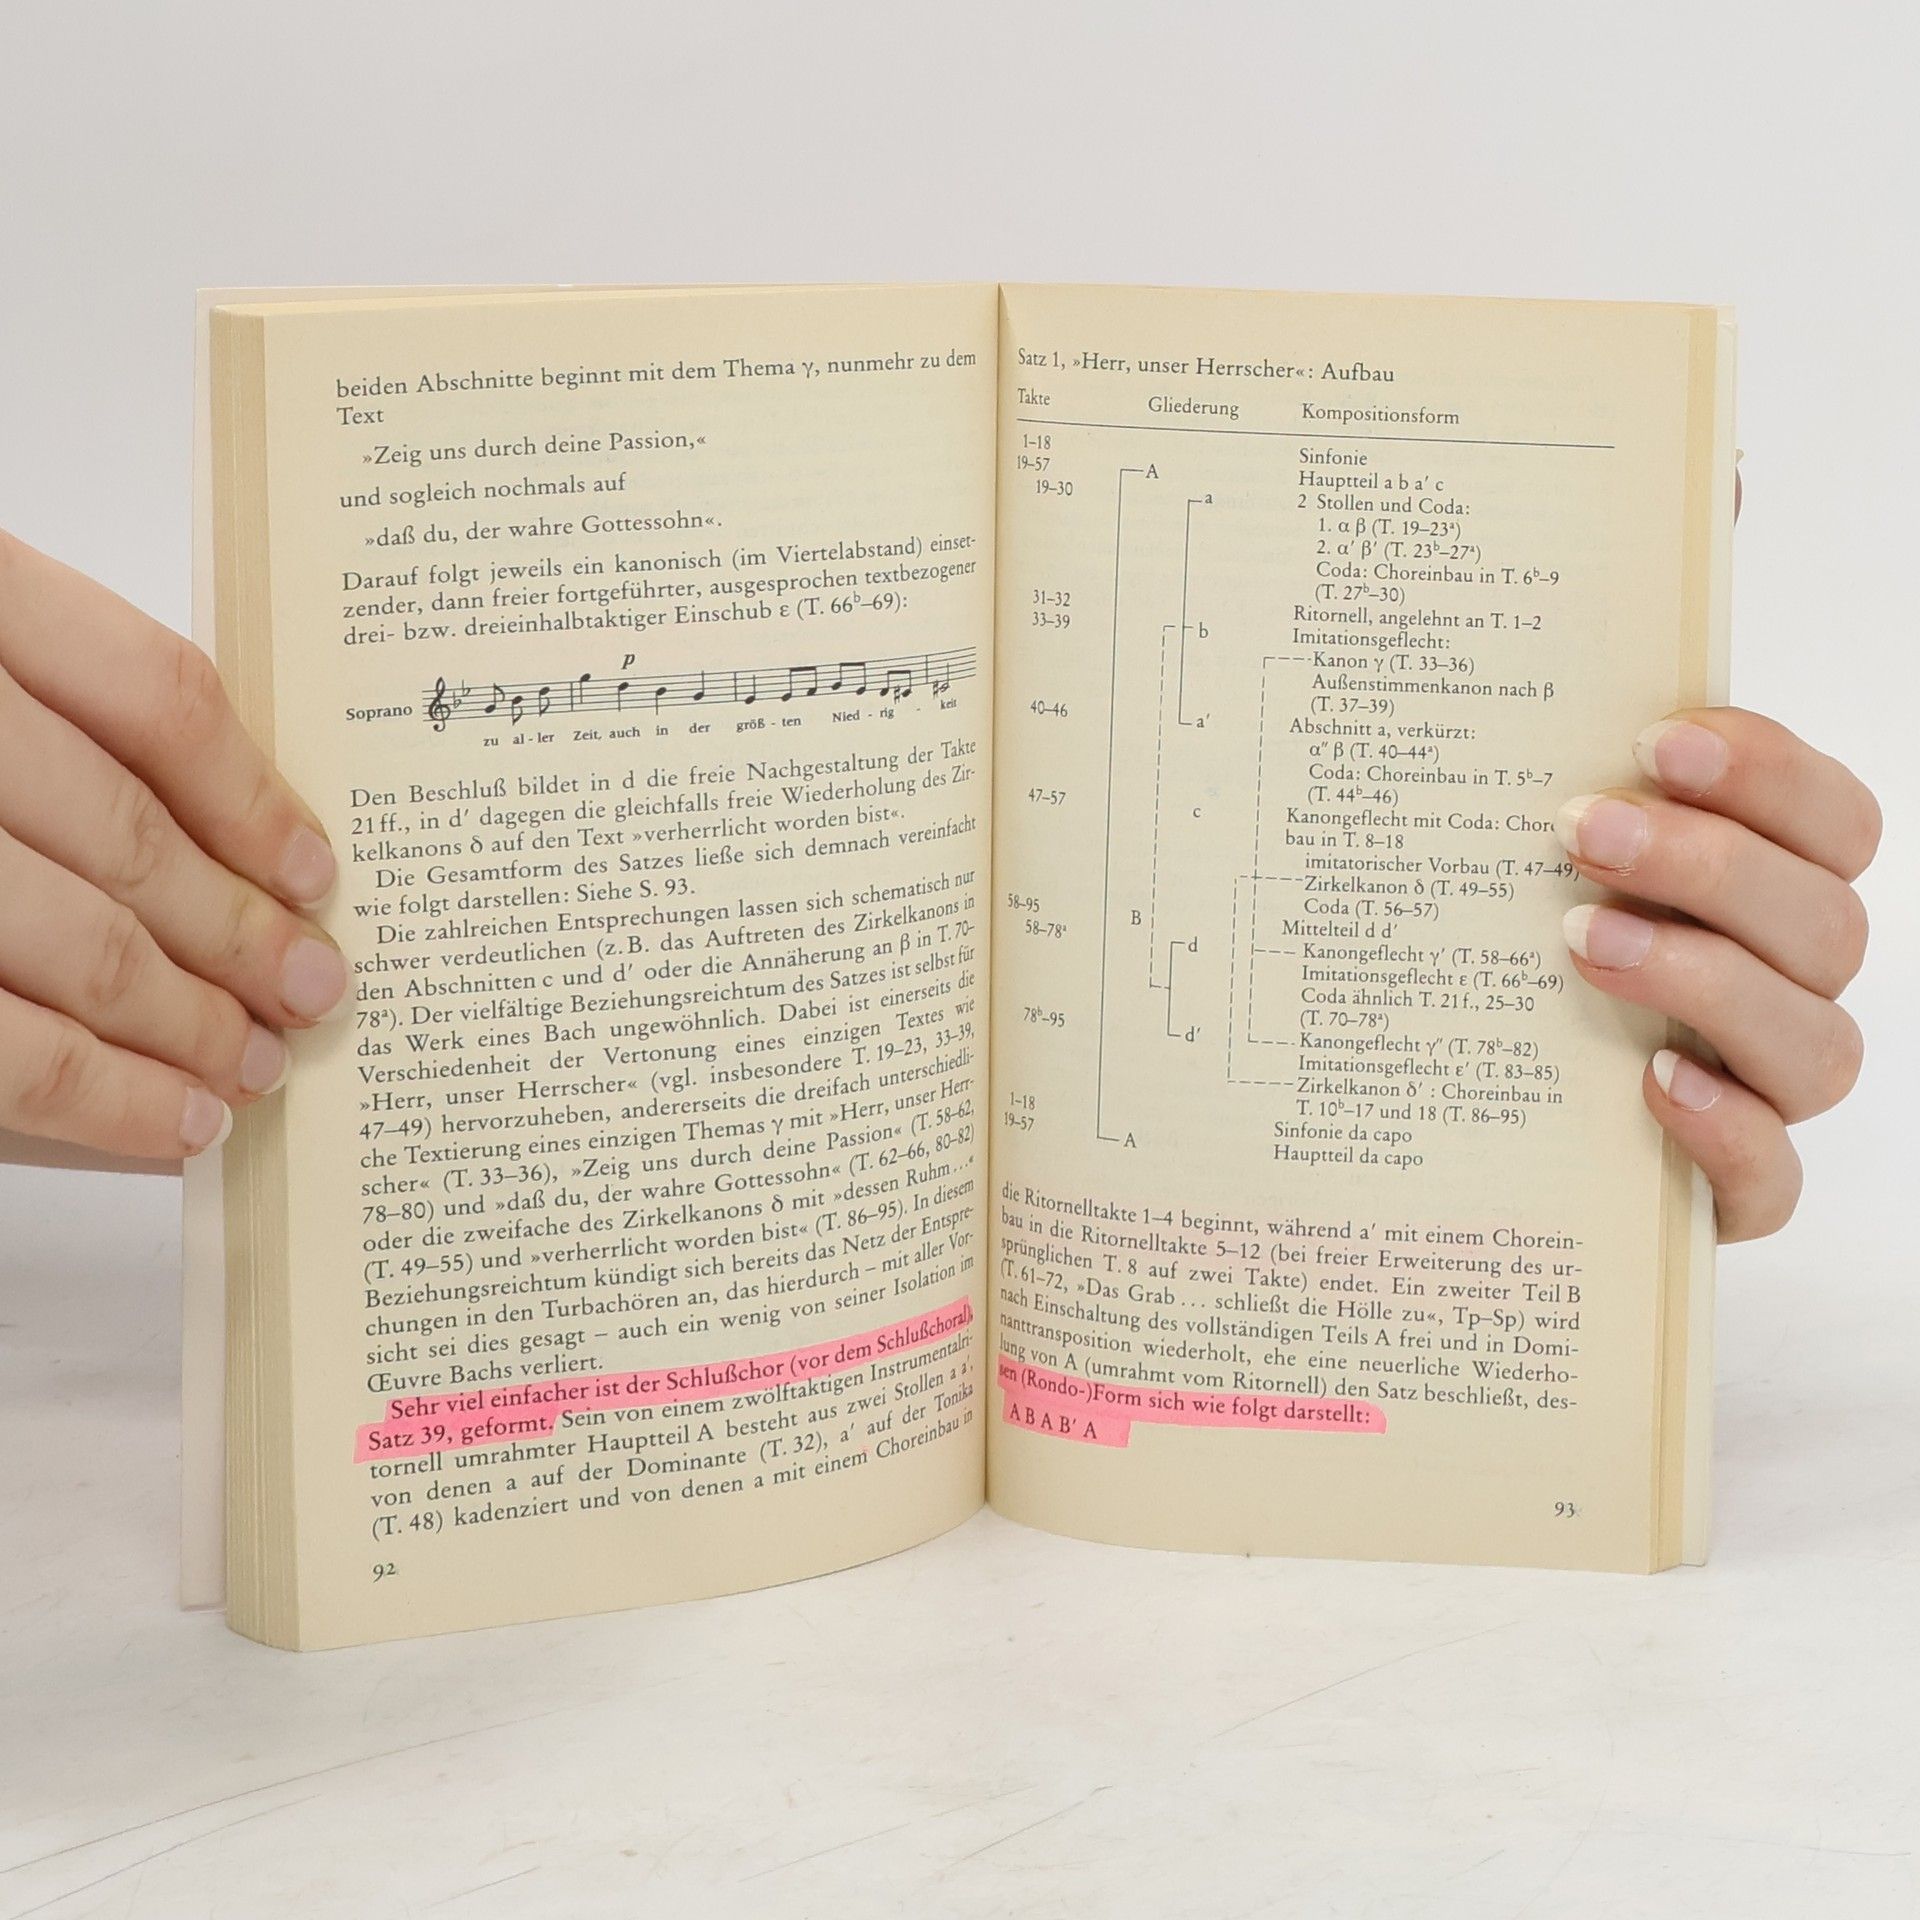 beiden Abschnitte beginnt mit dem Thema γ, nunmehr zu dem
Text
»Zeig uns durch deine Passion,«
und sogleich nochmals auf
»daß du, der wahre Gottessohn«.
Darauf folgt jeweils ein kanonisch (im Viertelabstand) einset-
zender, dann freier fortgeführter, ausgesprochen textbezogener
drei- bzw. dreieinhalbtaktiger Einschub ε (T. 66ᵇ–69):
p
Soprano
zu al - ler Zeit, auch in der größ - ten Nied - rig - keit
Den Beschluß bildet in d die freie Nachgestaltung der Takte
21 ff., in d′ dagegen die gleichfalls freie Wiederholung des Zir-
kelkanons δ auf den Text »verherrlicht worden bist«.
Die Gesamtform des Satzes ließe sich demnach vereinfacht
wie folgt darstellen: Siehe S. 93.
Die zahlreichen Entsprechungen lassen sich schematisch nur
schwer verdeutlichen (z. B. das Auftreten des Zirkelkanons in
den Abschnitten c und d′ oder die Annäherung an β in T. 70–
78ᵃ). Der vielfältige Beziehungsreichtum des Satzes ist selbst für
das Werk eines Bach ungewöhnlich. Dabei ist einerseits die
Verschiedenheit der Vertonung eines einzigen Textes wie
»Herr, unser Herrscher« (vgl. insbesondere T. 19–23, 33–39,
47–49) hervorzuheben, andererseits die dreifach unterschiedli-
che Textierung eines einzigen Themas γ mit »Herr, unser Herr-
scher« (T. 33–36), »Zeig uns durch deine Passion« (T. 58–62,
78–80) und »daß du, der wahre Gottessohn« (T. 62–66, 80–82)
oder die zweifache des Zirkelkanons δ mit »dessen Ruhm …«
(T. 49–55) und »verherrlicht worden bist« (T. 86–95). In diesem
Beziehungsreichtum kündigt sich bereits das Netz der Entspre-
chungen in den Turbachören an, das hierdurch – mit aller Vor-
sicht sei dies gesagt – auch ein wenig von seiner Isolation im
Œuvre Bachs verliert.
Sehr viel einfacher ist der Schlußchor (vor dem Schlußchoral),
Satz 39, geformt. Sein von einem zwölftaktigen Instrumentalri-
tornell umrahmter Hauptteil A besteht aus zwei Stollen a a′,
von denen a auf der Dominante (T. 32), a′ auf der Tonika
(T. 48) kadenziert und von denen a mit einem Choreinbau in
92
Satz 1, »Herr, unser Herrscher«: Aufbau
Takte Gliederung Kompositionsform
1–18 Sinfonie
19–57 A Hauptteil a b a′ c
19–30 a 2 Stollen und Coda:
1. α β (T. 19–23ᵃ)
2. α′ β′ (T. 23ᵇ–27ᵃ)
Coda: Choreinbau in T. 6ᵇ–9
(T. 27ᵇ–30)
31–32 Ritornell, angelehnt an T. 1–2
33–39 b Imitationsgeflecht:
Kanon γ (T. 33–36)
Außenstimmenkanon nach β
(T. 37–39)
40–46 a′ Abschnitt a, verkürzt:
α″ β (T. 40–44ᵃ)
Coda: Choreinbau in T. 5ᵇ–7
(T. 44ᵇ–46)
47–57 c Kanongeflecht mit Coda: Chor
bau in T. 8–18
imitatorischer Vorbau (T. 47–49)
Zirkelkanon δ (T. 49–55)
Coda (T. 56–57)
58–95 B Mittelteil d d′
58–78ᵃ d Kanongeflecht γ′ (T. 58–66ᵃ)
Imitationsgeflecht ε (T. 66ᵇ–69)
Coda ähnlich T. 21 f., 25–30
(T. 70–78ᵃ)
78ᵇ–95 d′ Kanongeflecht γ″ (T. 78ᵇ–82)
Imitationsgeflecht ε′ (T. 83–85)
Zirkelkanon δ′ : Choreinbau in
T. 10ᵇ–17 und 18 (T. 86–95)
1–18 Sinfonie da capo
19–57 A Hauptteil da capo
die Ritornelltakte 1–4 beginnt, während a′ mit einem Chorein-
bau in die Ritornelltakte 5–12 (bei freier Erweiterung des ur-
sprünglichen T. 8 auf zwei Takte) endet. Ein zweiter Teil B
(T. 61–72, »Das Grab … schließt die Hölle zu«, Tp–Sp) wird
nach Einschaltung des vollständigen Teils A frei und in Domi-
nanttransposition wiederholt, ehe eine neuerliche Wiederho-
lung von A (umrahmt vom Ritornell) den Satz beschließt, des-
sen (Rondo-)Form sich wie folgt darstellt:
A B A B′ A
93